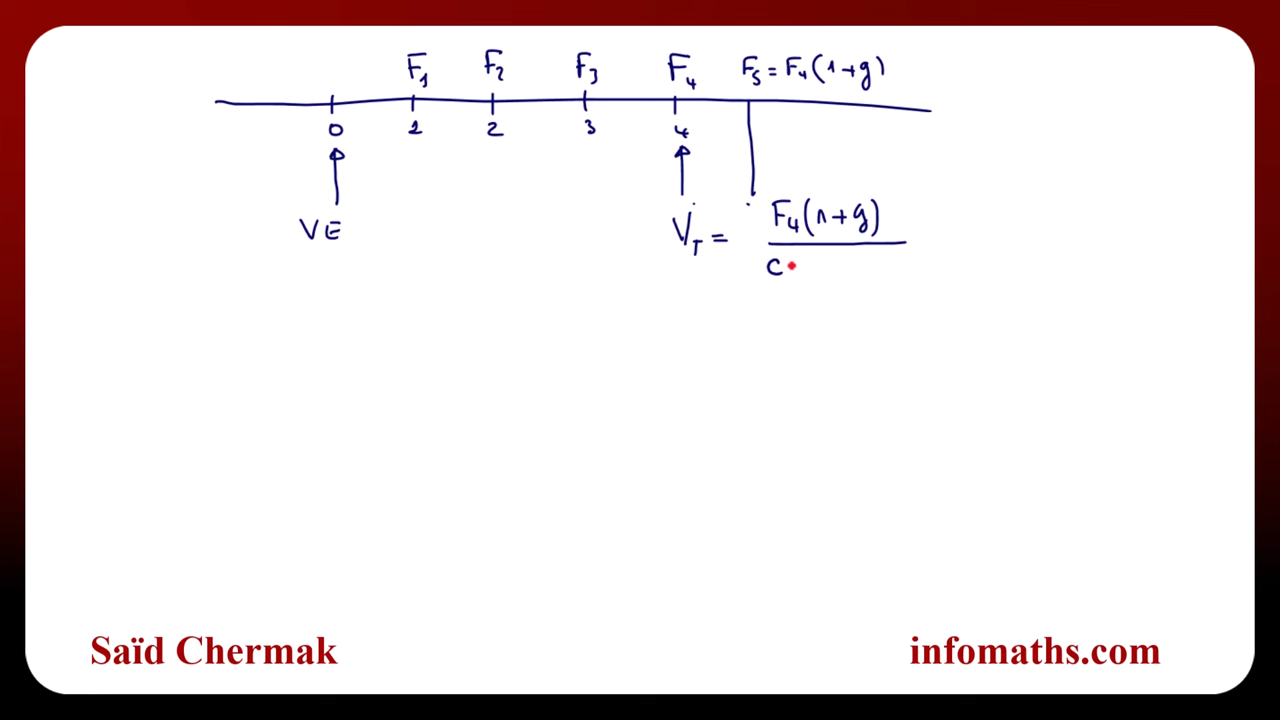 F₁ F₂ F₃ F₄ F₅ = F₄(1+g)
0 1 2 3 4
VE
V_T = F₄(1+g)
C
Saïd Chermak
infomaths.com